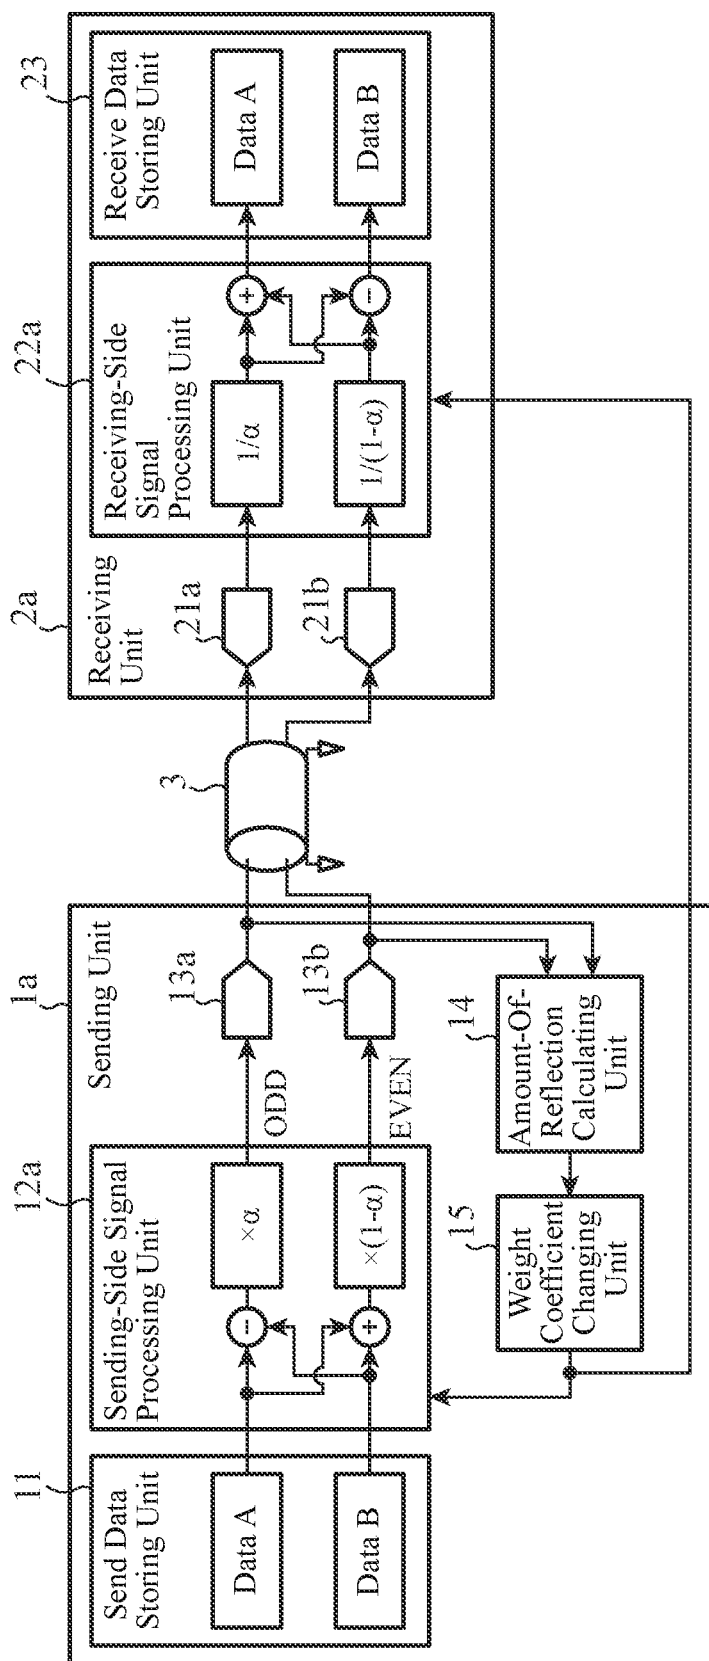 1a
Sending Unit
11
Send Data
Storing Unit
Data A
Data B
12a
Sending-Side Signal
Processing Unit
-
+
×α
×(1-α)
ODD
EVEN
13a
13b
14
Amount-Of-
Reflection
Calculating
Unit
15
Weight
Coefficient
Changing
Unit
3
2a
Receiving
Unit
21a
21b
22a
Receiving-Side
Signal
Processing Unit
1/α
1/(1-α)
+
-
23
Receive Data
Storing Unit
Data A
Data B